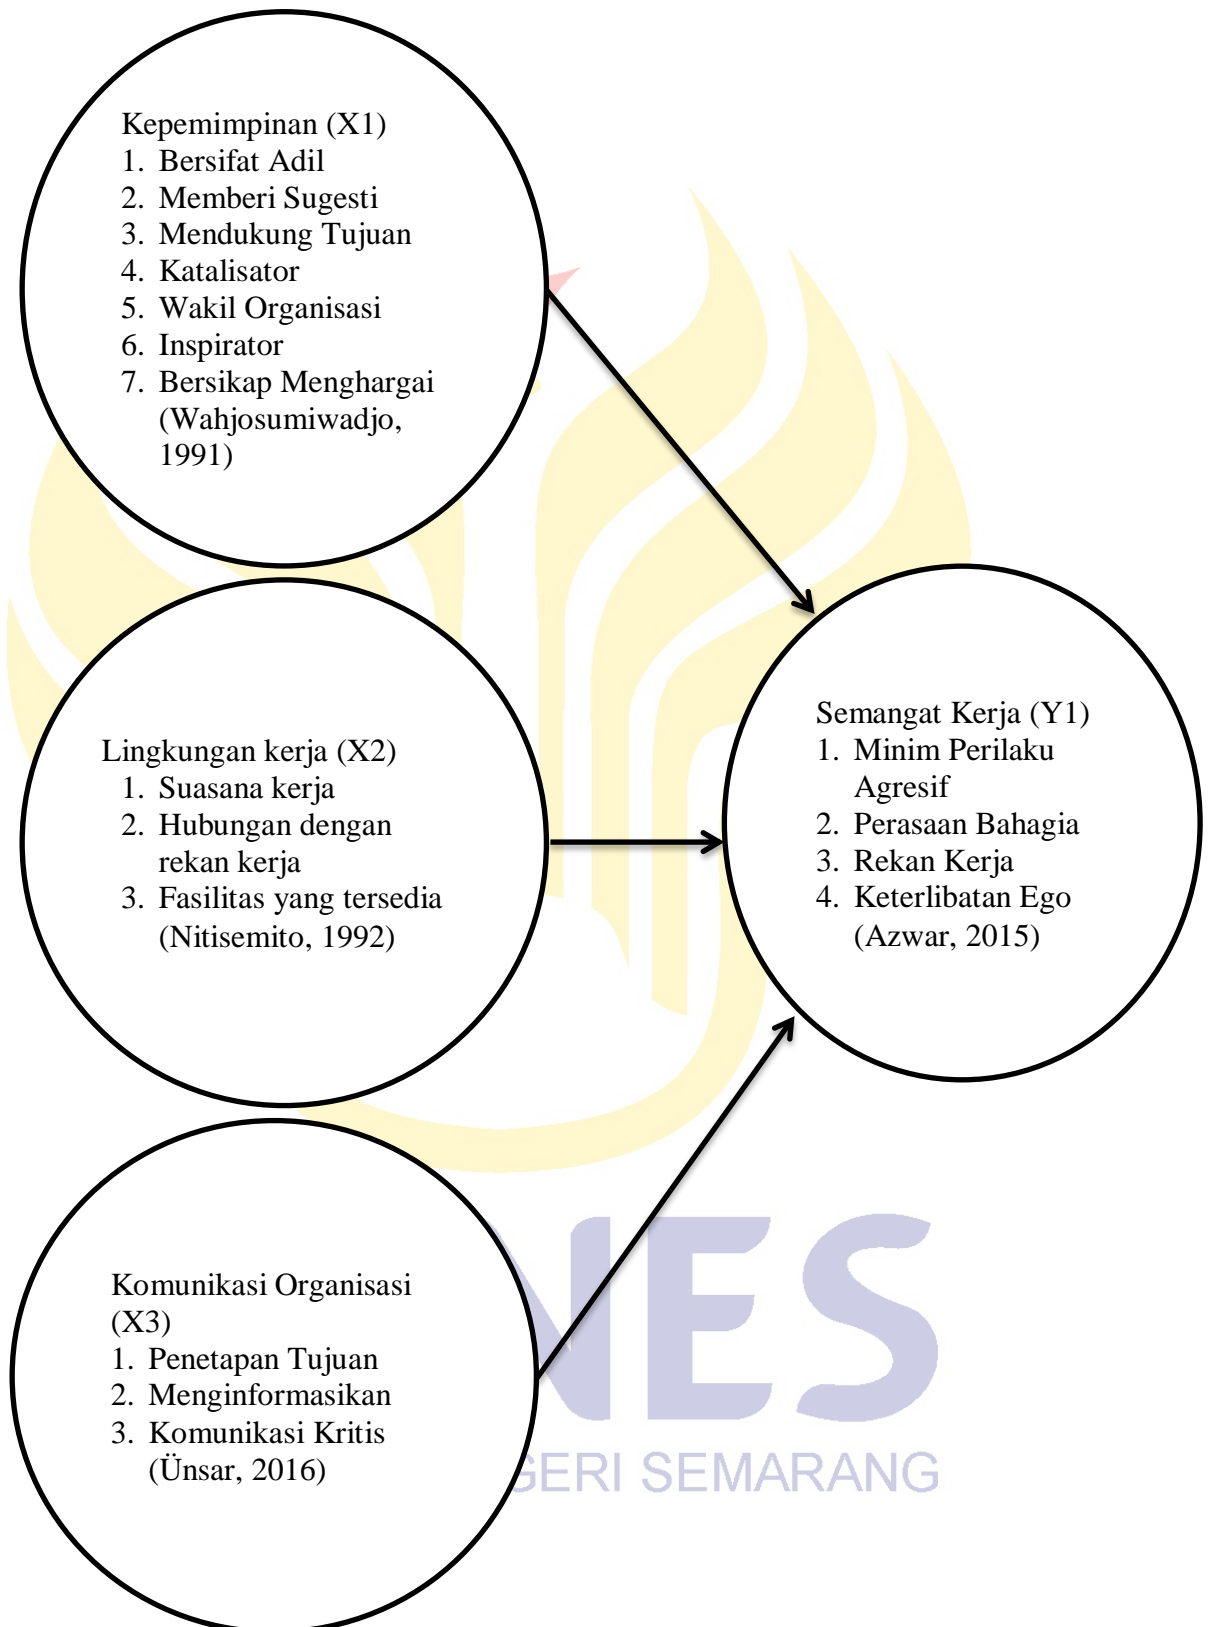 Kepemimpinan (X1)
1. Bersifat Adil
2. Memberi Sugesti
3. Mendukung Tujuan
4. Katalisator
5. Wakil Organisasi
6. Inspirator
7. Bersikap Menghargai
(Wahjosumiwadjo,
1991)
Lingkungan kerja (X2)
1. Suasana kerja
2. Hubungan dengan
rekan kerja
3. Fasilitas yang tersedia
(Nitisemito, 1992)
Semangat Kerja (Y1)
1. Minim Perilaku
Agresif
2. Perasaan Bahagia
3. Rekan Kerja
4. Keterlibatan Ego
(Azwar, 2015)
Komunikasi Organisasi
(X3)
1. Penetapan Tujuan
2. Menginformasikan
3. Komunikasi Kritis
(Ünsar, 2016)
NES
GERI SEMARANG